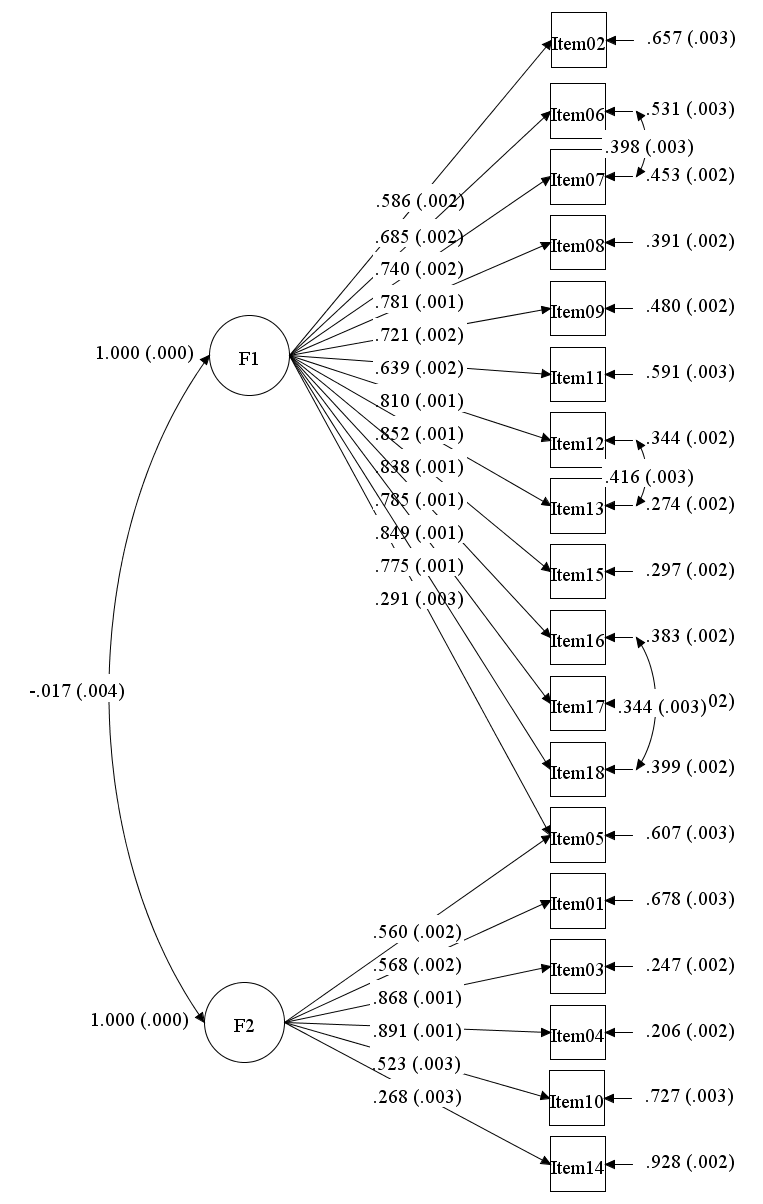 Item02 .657 (.003)
Item06 .531 (.003)
.398 (.003)
Item07 .453 (.002)
.586 (.002)
.685 (.002)
Item08 .391 (.002)
.740 (.002)
.781 (.001)
Item09 .480 (.002)
.721 (.002)
1.000 (.000) F1
.639 (.002)
Item11 .591 (.003)
.810 (.001)
.852 (.001)
Item12 .344 (.002)
.838 (.001)
.416 (.003)
.785 (.001)
Item13 .274 (.002)
.849 (.001)
.775 (.001)
Item15 .297 (.002)
.291 (.003)
Item16 .383 (.002)
-.017 (.004)
Item17 .344 (.003) 02)
Item18 .399 (.002)
Item05 .607 (.003)
Item01 .678 (.003)
.560 (.002)
.568 (.002)
Item03 .247 (.002)
.868 (.001)
1.000 (.000) F2
.891 (.001)
Item04 .206 (.002)
.523 (.003)
.268 (.003)
Item10 .727 (.003)
Item14 .928 (.002)